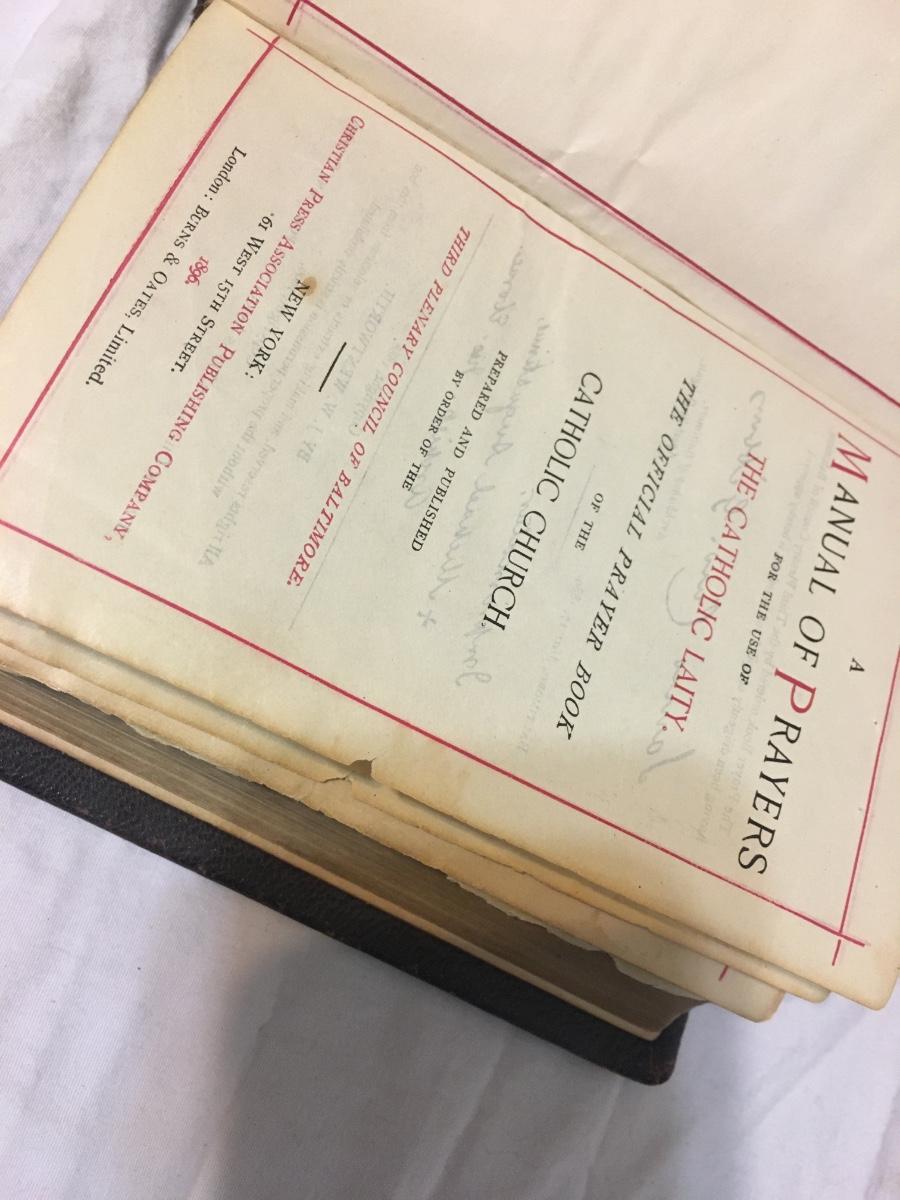 A
MANUAL OF PRAYERS
FOR THE USE OF
THE CATHOLIC LAITY.
THE OFFICIAL PRAYER BOOK
OF THE
CATHOLIC CHURCH.
PREPARED AND PUBLISHED
BY ORDER OF THE
THIRD PLENARY COUNCIL OF BALTIMORE.
NEW YORK:
CHRISTIAN PRESS ASSOCIATION PUBLISHING COMPANY,
61 WEST 15TH STREET.
1896.
London: BURNS & OATES, Limited.